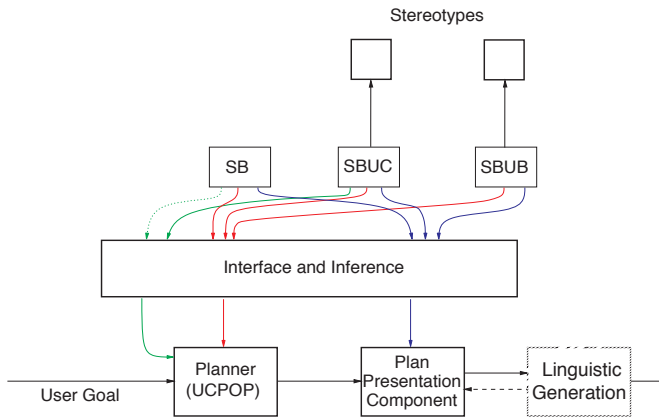 Stereotypes
SB
SBUC
SBUB
Interface and Inference
User Goal
Planner
(UCPOP)
Plan
Presentation
Component
Linguistic
Generation